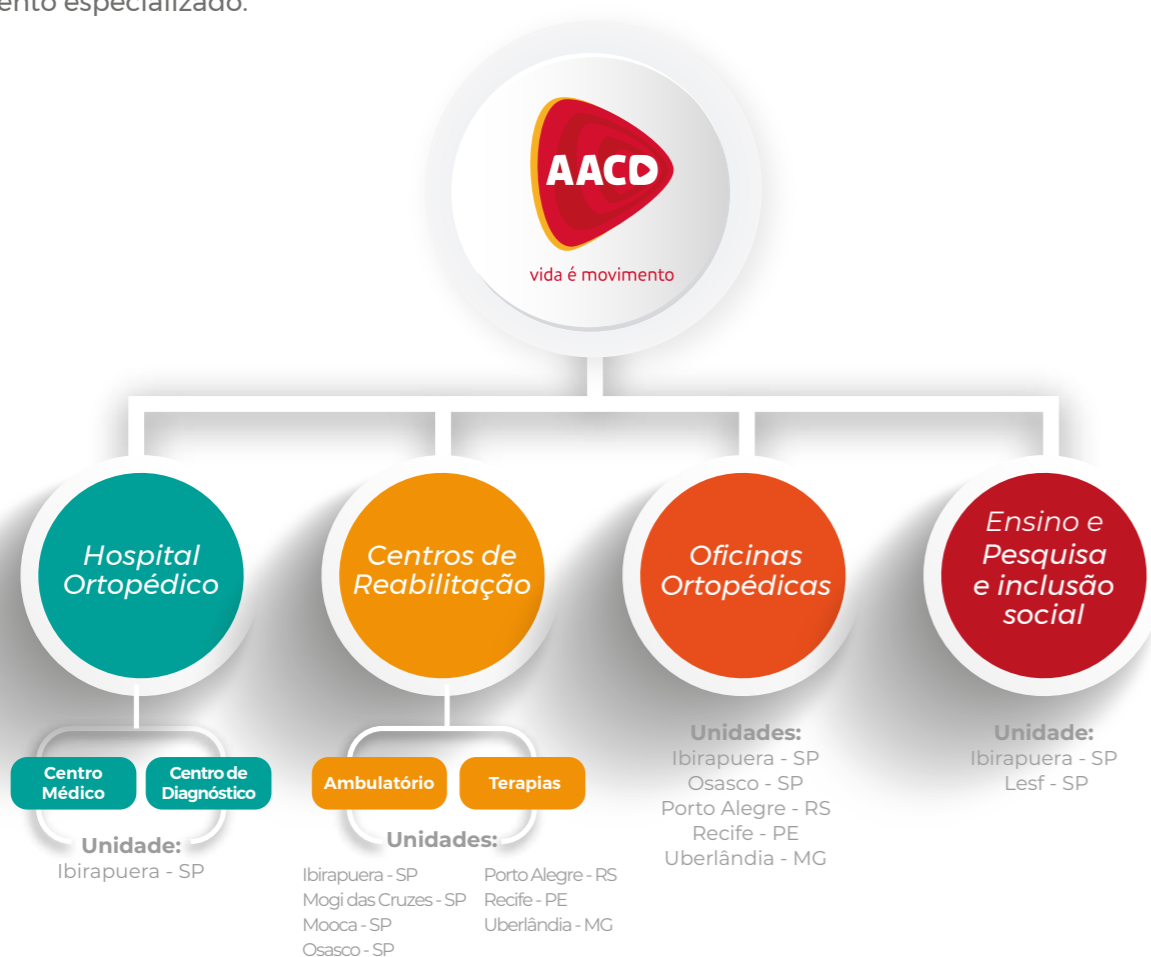 ento especializado.
AACD
vida é movimento
Hospital
Ortopédico
Centro
Médico
Centro de
Diagnóstico
Unidade:
Ibirapuera - SP
Centros de
Reabilitação
Ambulatório
Terapias
Unidades:
Ibirapuera - SP
Mogi das Cruzes - SP
Mooca - SP
Osasco - SP
Porto Alegre - RS
Recife - PE
Uberlândia - MG
Oficinas
Ortopédicas
Unidades:
Ibirapuera - SP
Osasco - SP
Porto Alegre - RS
Recife - PE
Uberlândia - MG
Ensino e
Pesquisa
e inclusão
social
Unidade:
Ibirapuera - SP
Lesf - SP